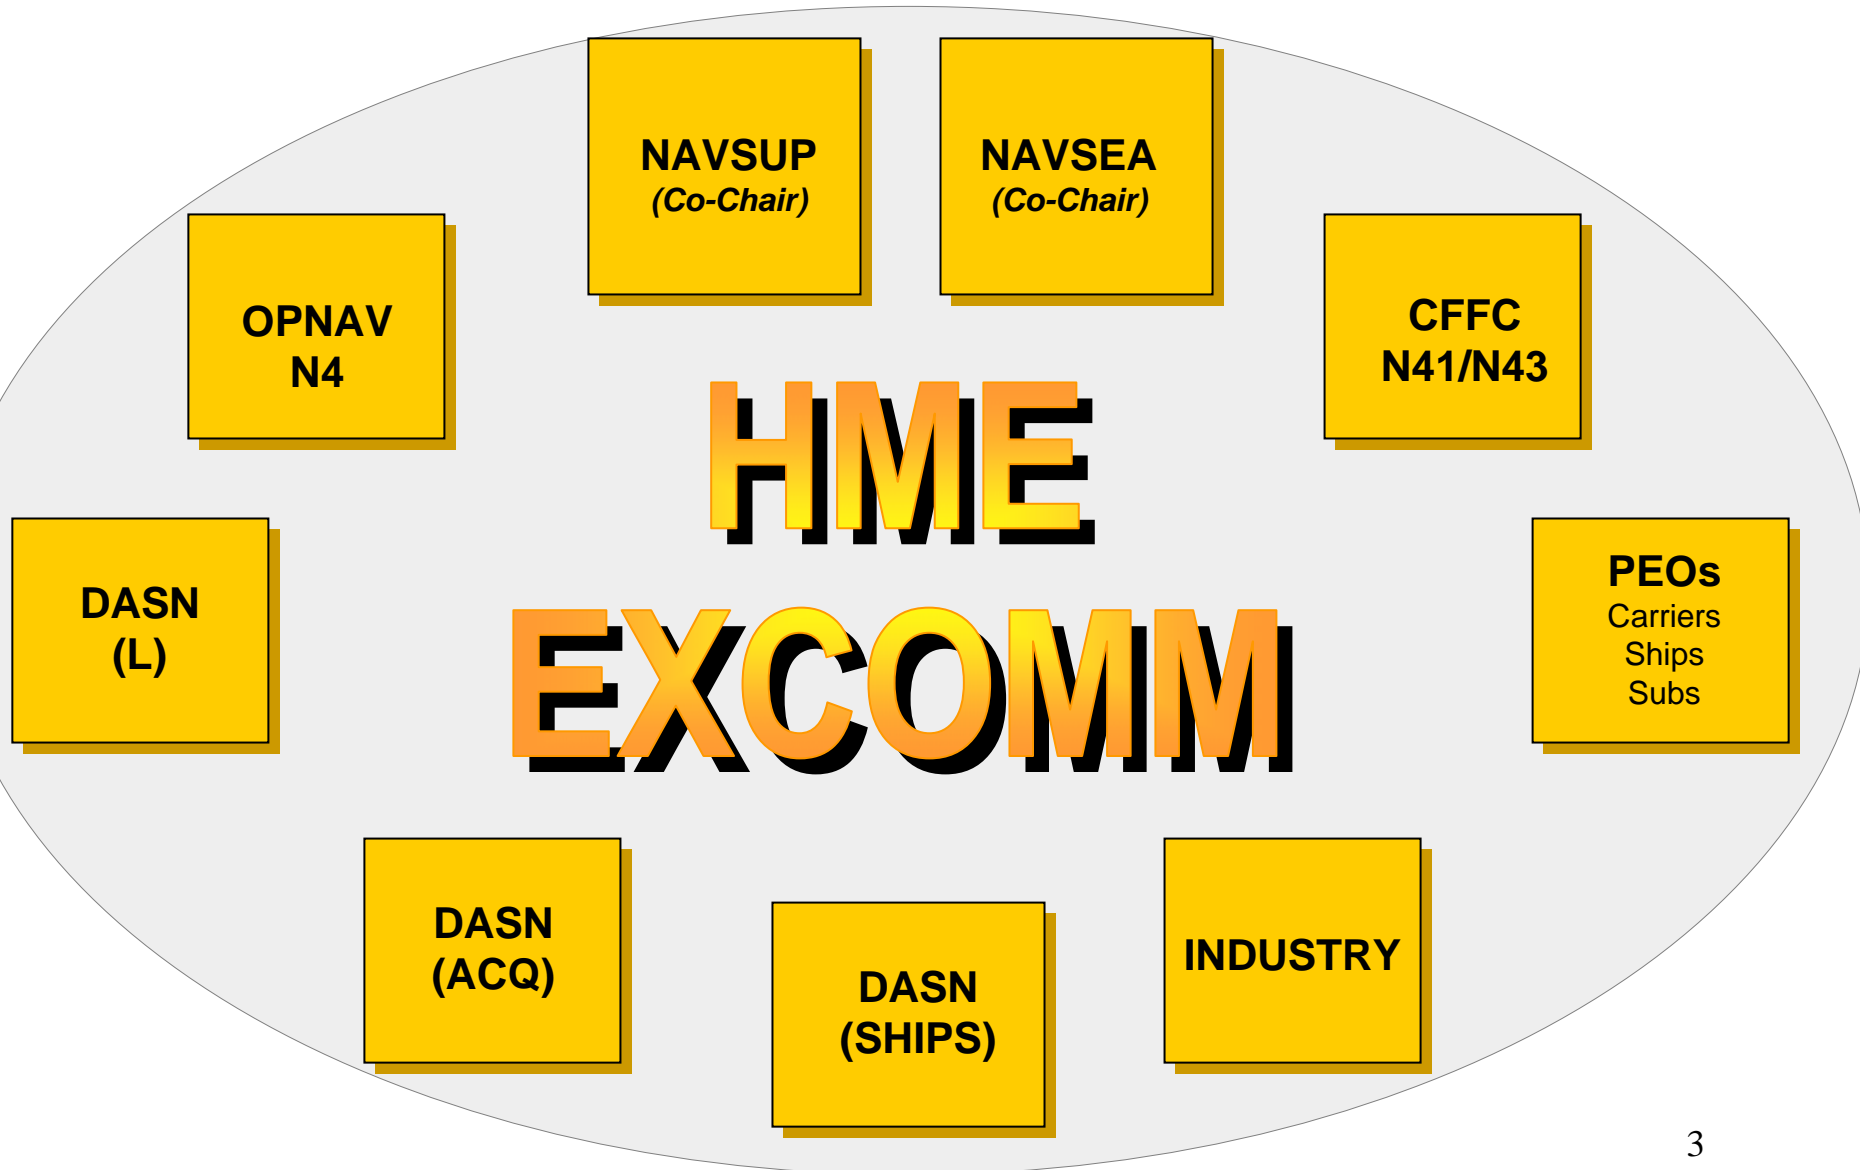 NAVSUP
(Co-Chair)
NAVSEA
(Co-Chair)
OPNAV
N4
CFFC
N41/N43
HME
EXCOMM
DASN
(L)
PEOs
Carriers
Ships
Subs
DASN
(ACQ)
DASN
(SHIPS)
INDUSTRY
3